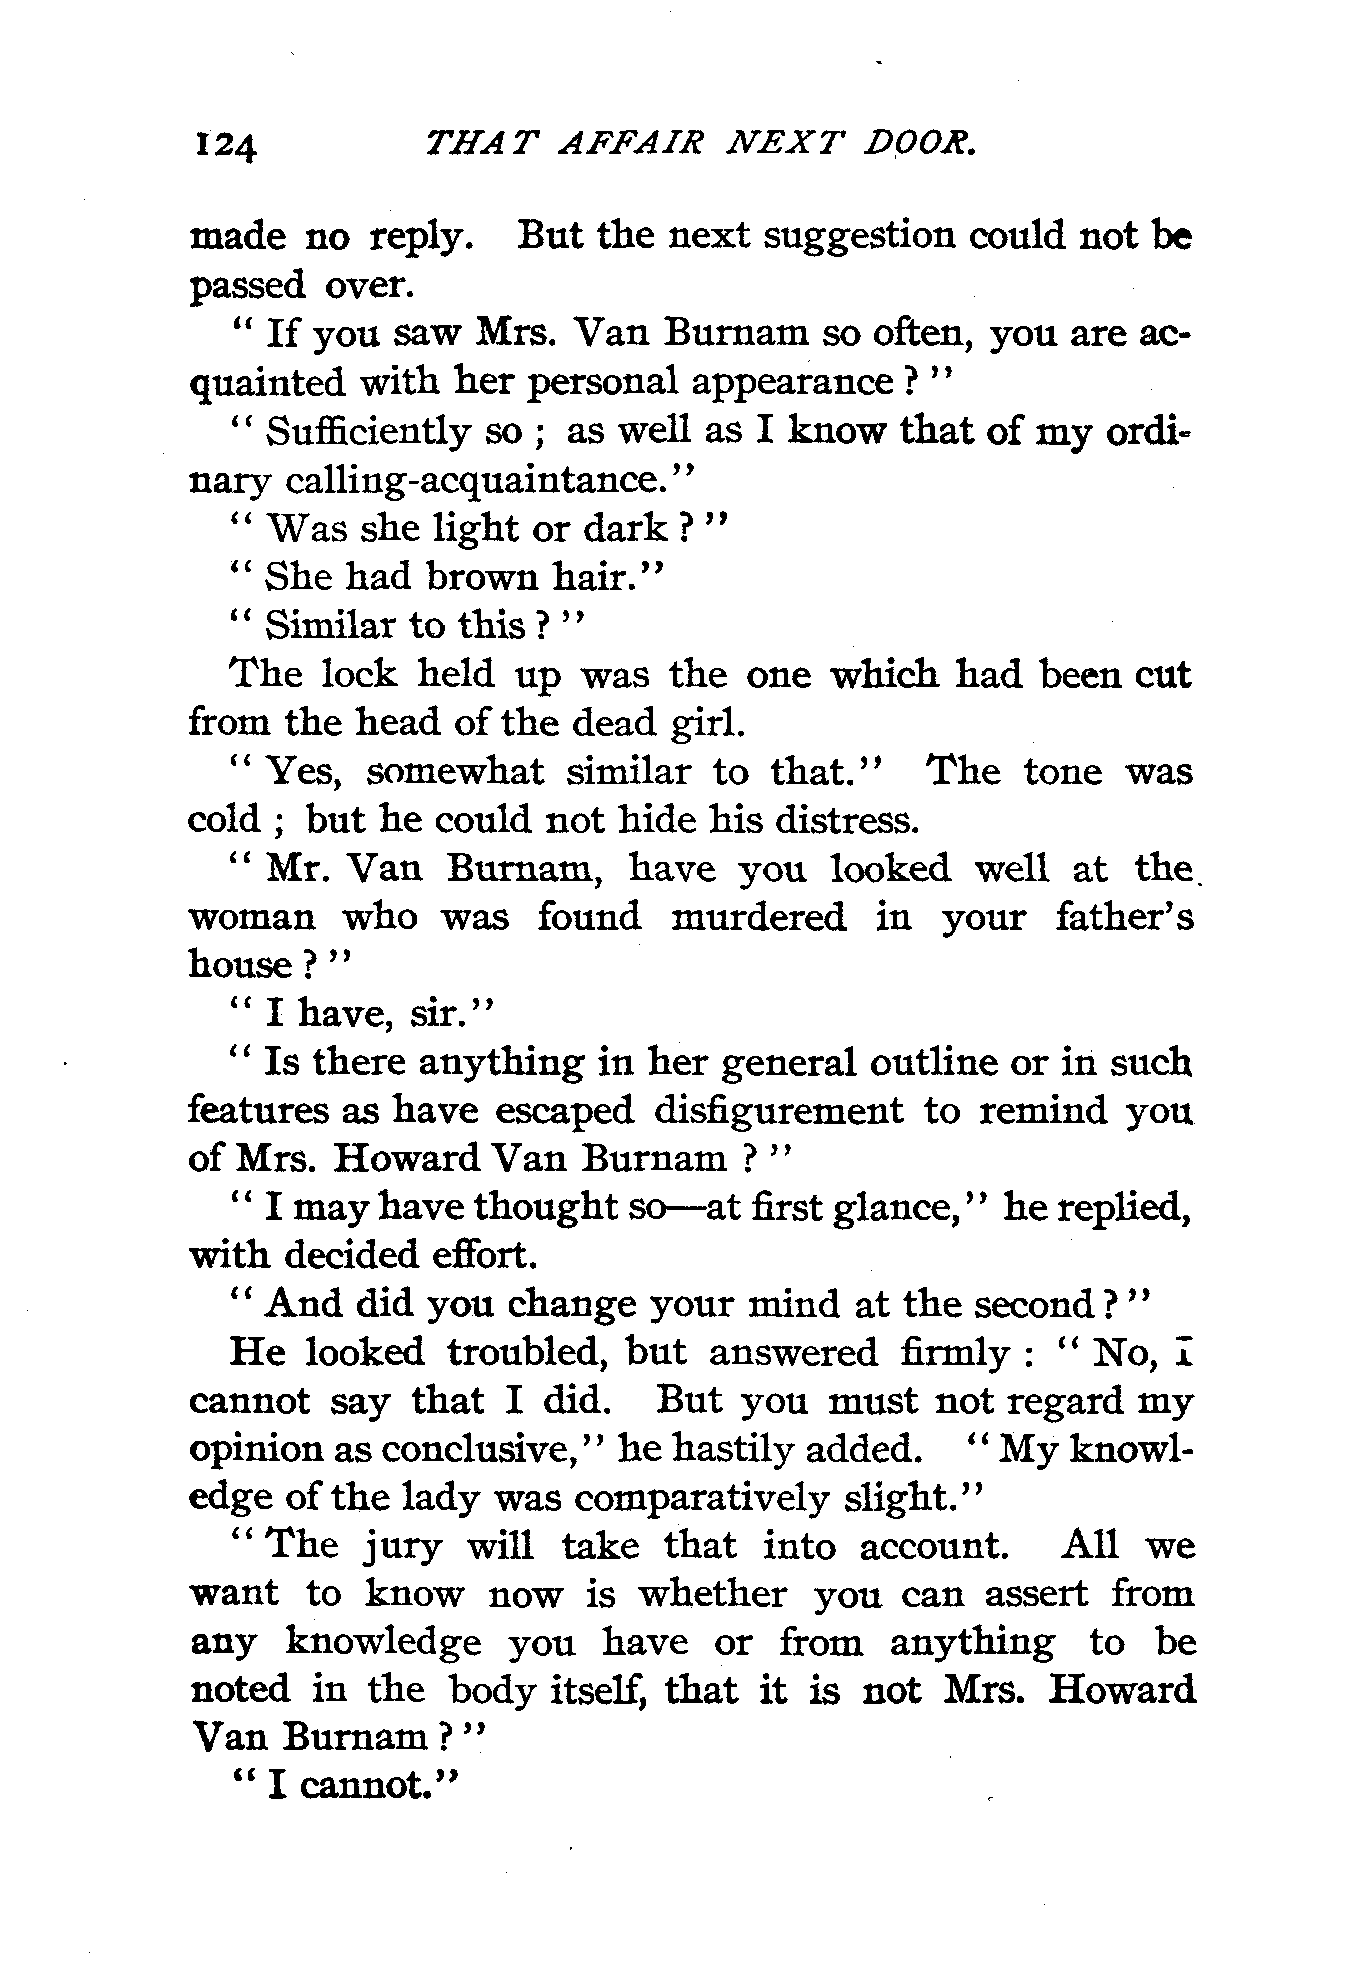 124 THAT AFFAIR NEXT DOOR.
made no reply. But the next suggestion could not be
passed over.
" If you saw Mrs. Van Burnam so often, you are ac-
quainted with her personal appearance ? "
" Sufficiently so ; as well as I know that of my ordi-
nary calling-acquaintance."
" Was she light or dark ? "
" She had brown hair."
" Similar to this ? "
The lock held up was the one which had been cut
from the head of the dead girl.
" Yes, somewhat similar to that." The tone was
cold ; but he could not hide his distress.
" Mr. Van Burnam, have you looked well at the
woman who was found murdered in your father's
house ? "
" I have, sir."
" Is there anything in her general outline or in such
features as have escaped disfigurement to remind you
of Mrs. Howard Van Burnam ? "
" I may have thought so—at first glance," he replied,
with decided effort.
" And did you change your mind at the second ? "
He looked troubled, but answered firmly : " No, I
cannot say that I did. But you must not regard my
opinion as conclusive," he hastily added. " My knowl-
edge of the lady was comparatively slight."
" The jury will take that into account. All we
want to know now is whether you can assert from
any knowledge you have or from anything to be
noted in the body itself, that it is not Mrs. Howard
Van Burnam ? "
" I cannot."